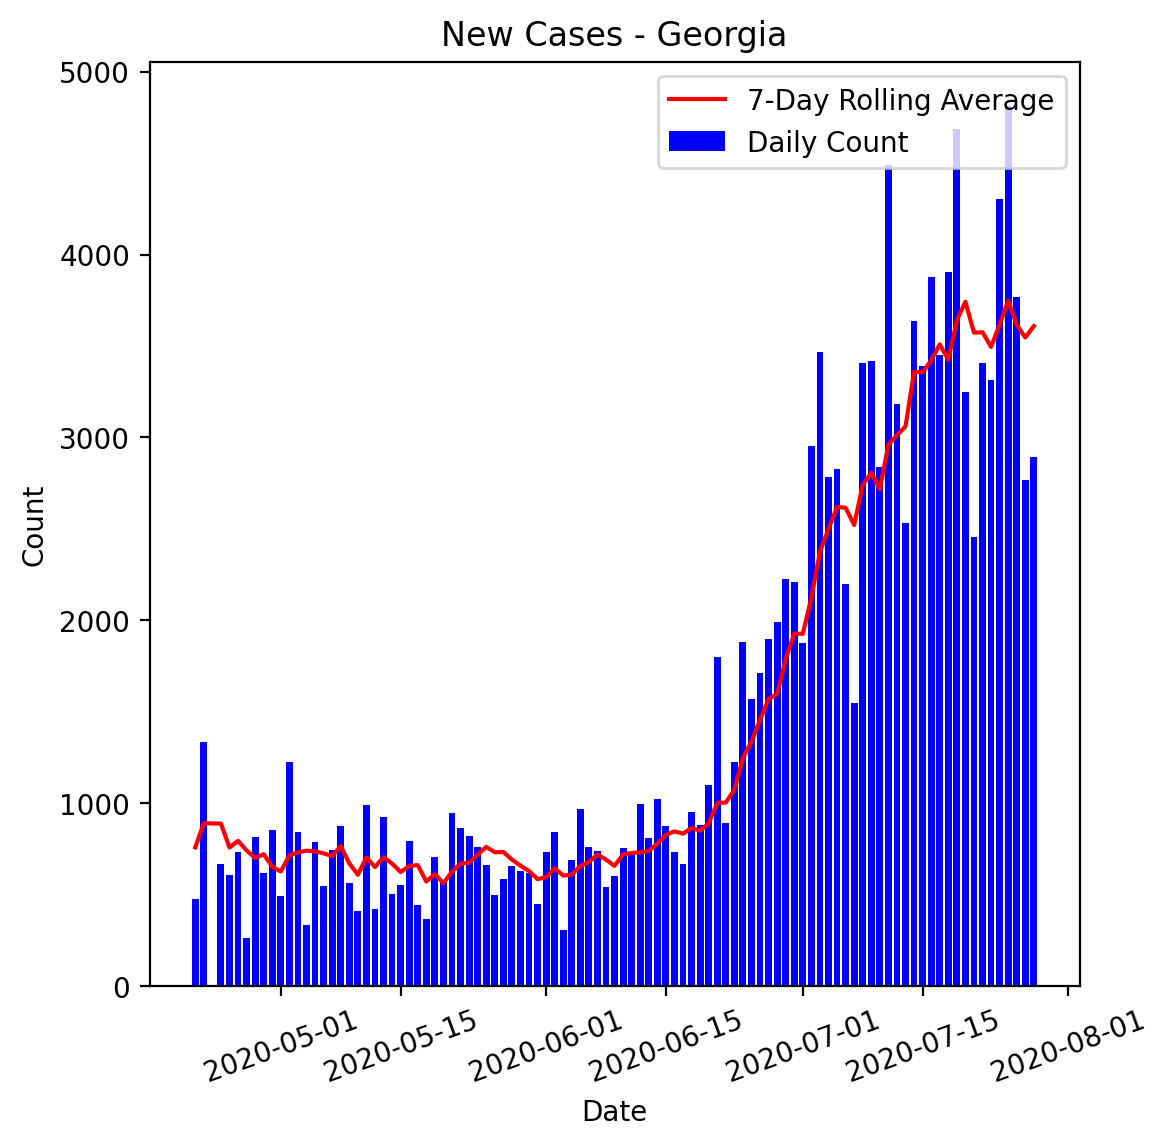 New Cases - Georgia
7-Day Rolling Average
Daily Count
5000
4000
3000
2000
1000
0
Count
2020-05-01
2020-05-15
2020-06-01
2020-06-15
2020-07-01
2020-07-15
2020-08-01
Date